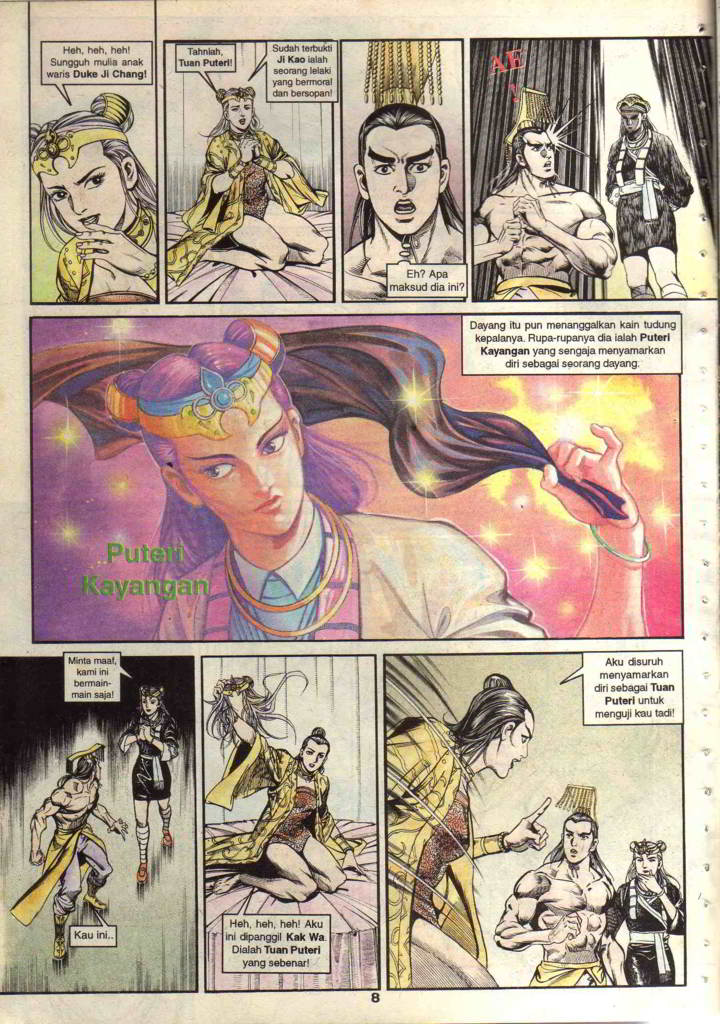 Heh, heh, heh!
Sungguh mulia anak
waris Duke Ji Chang!
Tahniah,
Tuan Puteri!
Sudah terbukti
Ji Kao ialah
seorang lelaki
yang bermoral
dan bersopan!
Eh? Apa
maksud dia ini?
AE
!
Dayang itu pun menanggalkan kain tudung
kepalanya. Rupa-rupanya dia ialah Puteri
Kayangan yang sengaja menyamarkan
diri sebagai seorang dayang.
Puteri
Kayangan
Minta maaf,
kami ini
bermain-
main saja!
Kau ini..
Heh, heh, heh! Aku
ini dipanggil Kak Wa.
Dialah Tuan Puteri
yang sebenar!
Aku disuruh
menyamarkan
diri sebagai Tuan
Puteri untuk
menguji kau tadi!
8